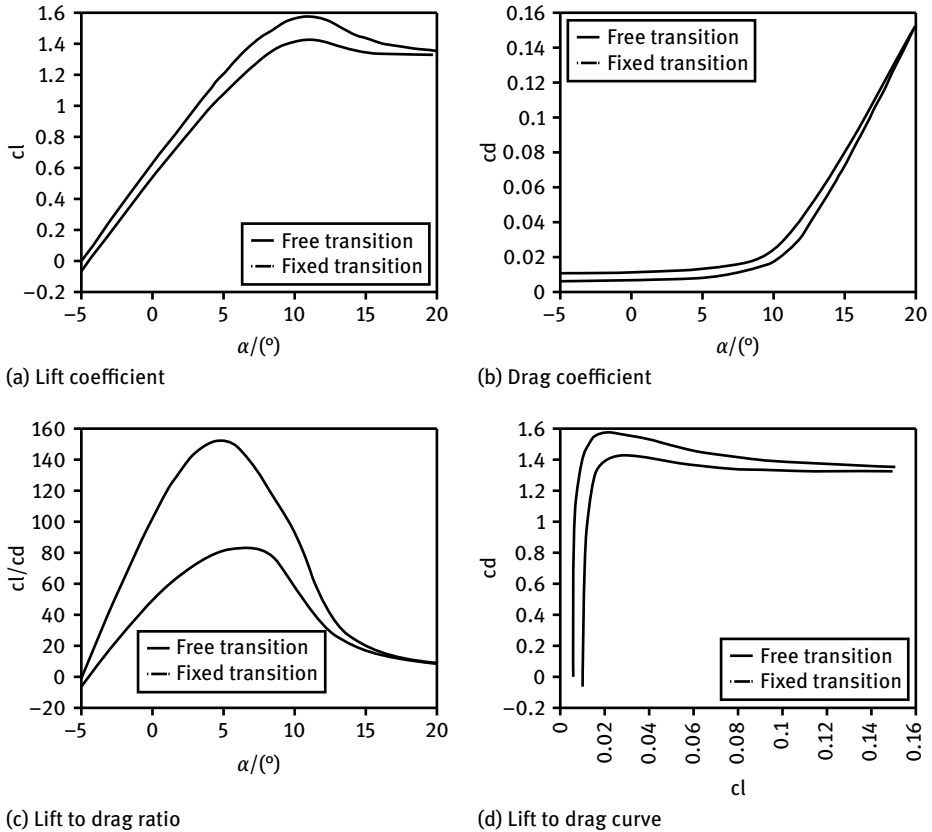 1.6
1.4
1.2
1
1.6
1.4
1.2
0
−0.2
cl
−5 0 5 10 15 20
α/(º)
Free transition
Fixed transition
(a) Lift coefficient
0.16
0.14
0.12
0.10
0.08
0.06
0.04
0.02
0
cd
−5 0 5 10 15 20
α/(º)
Free transition
Fixed transition
(b) Drag coefficient
160
140
120
100
80
60
40
20
0
−20
cl/cd
−5 0 5 10 15 20
α/(º)
Free transition
Fixed transition
(c) Lift to drag ratio
1.6
1.4
1.2
1
0.8
0.6
0.4
0.2
0
−0.2
cd
0 0.02 0.04 0.06 0.08 0.1 0.12 0.14 0.16
cl
Free transition
Fixed transition
(d) Lift to drag curve